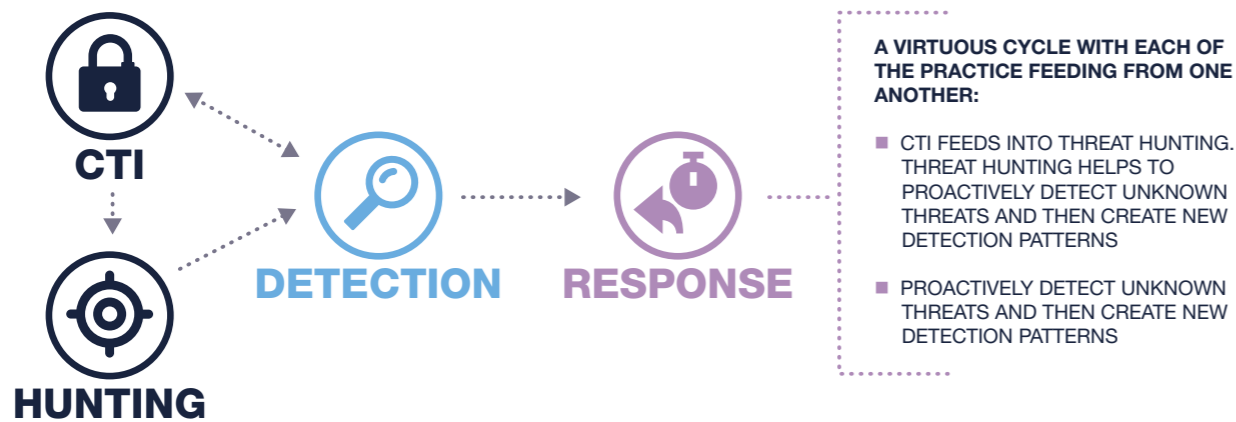 CTI
HUNTING
DETECTION
RESPONSE
A VIRTUOUS CYCLE WITH EACH OF
THE PRACTICE FEEDING FROM ONE
ANOTHER:
CTI FEEDS INTO THREAT HUNTING.
THREAT HUNTING HELPS TO
PROACTIVELY DETECT UNKNOWN
THREATS AND THEN CREATE NEW
DETECTION PATTERNS
PROACTIVELY DETECT UNKNOWN
THREATS AND THEN CREATE NEW
DETECTION PATTERNS